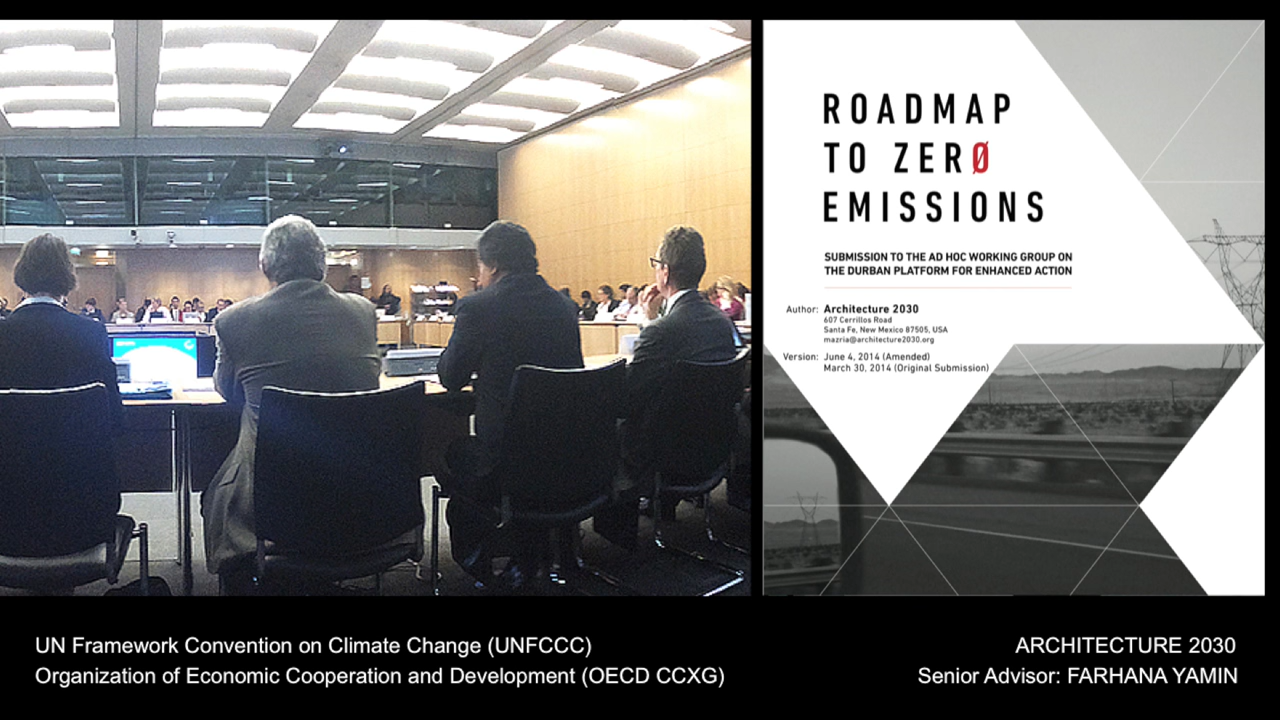 ROADMAP
TO ZERØ
EMISSIONS
SUBMISSION TO THE AD HOC WORKING GROUP ON
THE DURBAN PLATFORM FOR ENHANCED ACTION
Author: Architecture 2030
607 Cerrillos Road
Santa Fe, New Mexico 87505, USA
mazria@architecture2030.org
Version: June 4, 2014 (Amended)
March 30, 2014 (Original Submission)
UN Framework Convention on Climate Change (UNFCCC)
Organization of Economic Cooperation and Development (OECD CCXG)
ARCHITECTURE 2030
Senior Advisor: FARHANA YAMIN